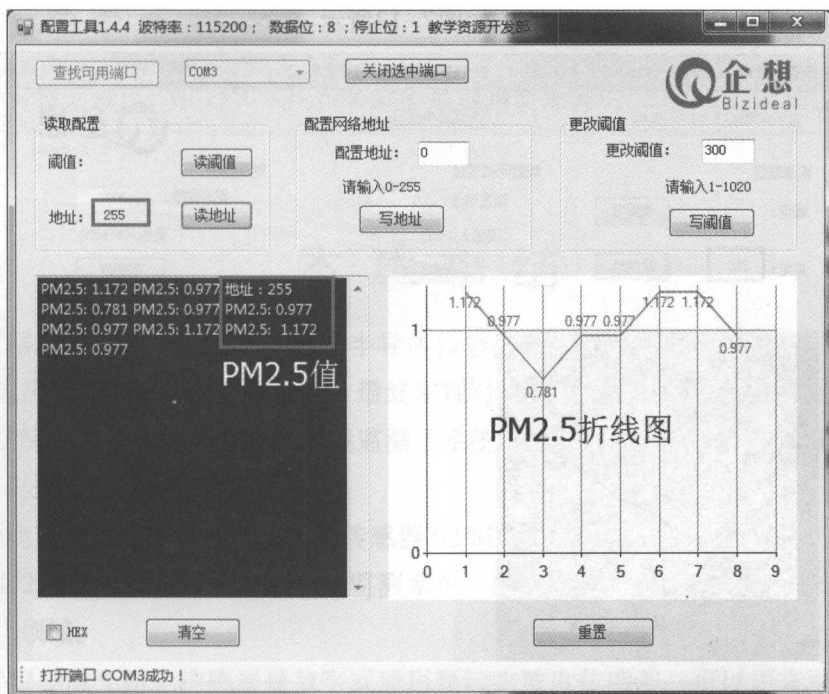 配置工具1.4.4 波特率：115200； 数据位：8 ；停止位：1 教学资源开发部
查找可用端口 COM3 关闭选中端口
企想
Bizideal
读取配置 配置网络地址 更改阈值
阈值： 读阈值 配置地址： 0 更改阈值： 300
请输入0-255 请输入1-1020
地址： 255 读地址 写地址 写阈值
PM2.5: 1.172 PM2.5: 0.977 地址：255
PM2.5: 0.781 PM2.5: 0.977 PM2.5: 0.977
PM2.5: 0.977 PM2.5: 1.172 PM2.5: 1.172
PM2.5: 0.977
PM2.5值
1.172 0.977 0.781 0.977 0.977 1.172 1.172 0.977
1
PM2.5折线图
0
0 1 2 3 4 5 6 7 8 9
HEX 清空 重置
打开端口 COM3成功！